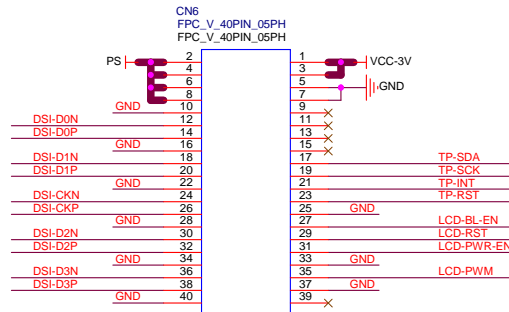 CN6
FPC_V_40PIN_05PH
FPC_V_40PIN_05PH
PS 2 1 VCC-3V
4 3
6 5 GND
8 7
GND 10 9
DSI-D0N 12 11
DSI-D0P 14 13
GND 16 15
DSI-D1N 18 17 TP-SDA
DSI-D1P 20 19 TP-SCK
GND 22 21 TP-INT
DSI-CKN 24 23 TP-RST
DSI-CKP 26 25 GND
GND 28 27 LCD-BL-EN
DSI-D2N 30 29 LCD-RST
DSI-D2P 32 31 LCD-PWR-EN
GND 34 33 GND
DSI-D3N 36 35 LCD-PWM
DSI-D3P 38 37 GND
GND 40 39